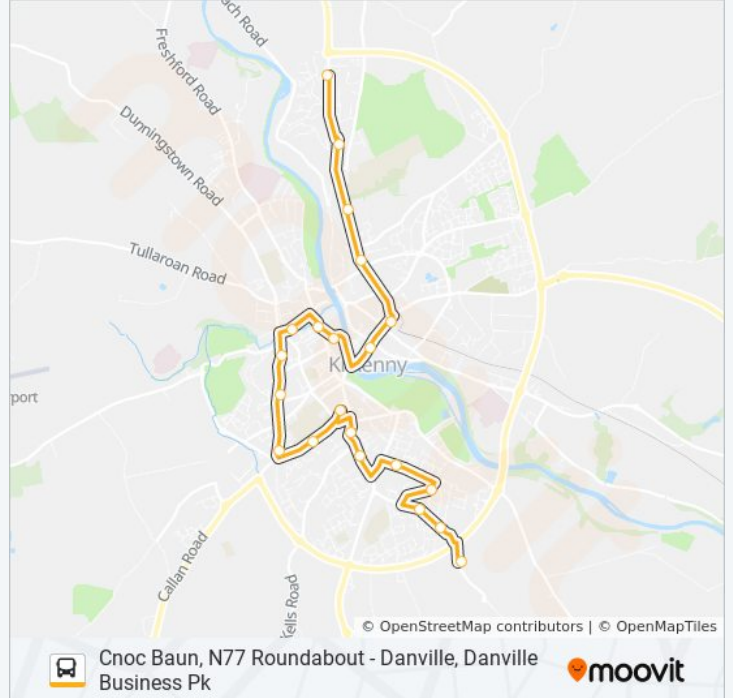 ach Road
Freshford Road
Dunningstown Road
Tullaroan Road
Kilkenny
port
Callan Road
Kells Road
© OpenStreetMap contributors | © OpenMapTiles
Cnoc Baun, N77 Roundabout - Danville, Danville
Business Pk
moovit